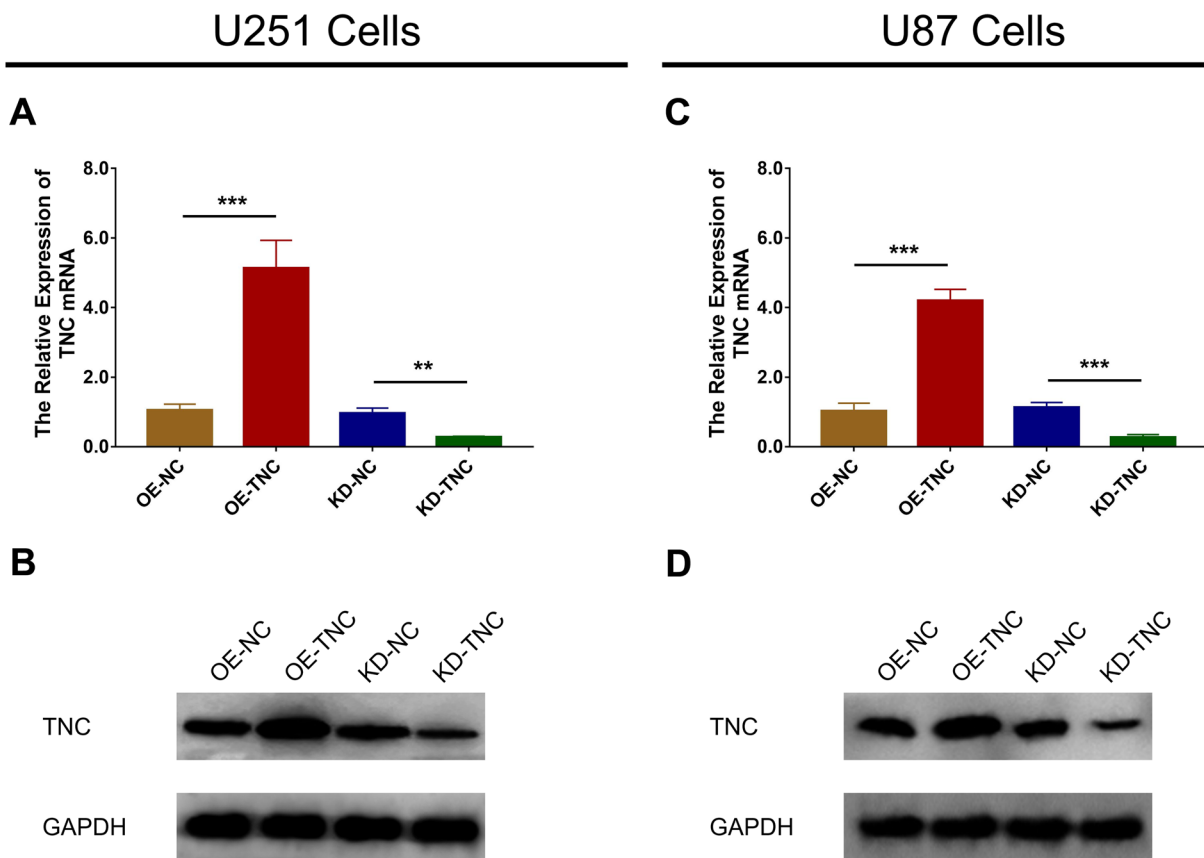 U251 Cells
U87 Cells
A
The Relative Expression of
TNC mRNA
8.0
6.0
4.0
2.0
0.0
***
**
OE-NC
OE-TNC
KD-NC
KD-TNC
C
The Relative Expression of
TNC mRNA
8.0
6.0
4.0
2.0
0.0
***
***
OE-NC
OE-TNC
KD-NC
KD-TNC
B
OE-NC
OE-TNC
KD-NC
KD-TNC
TNC
GAPDH
D
OE-NC
OE-TNC
KD-NC
KD-TNC
TNC
GAPDH